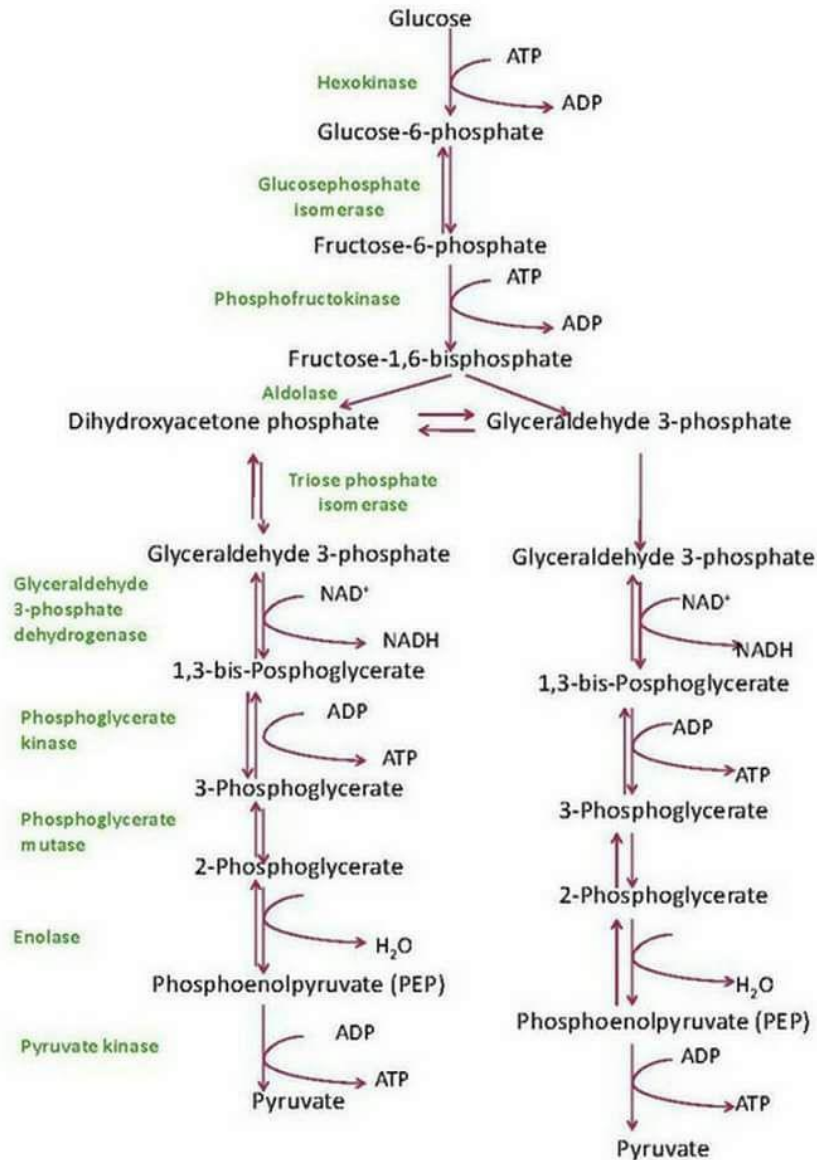 Glucose
ATP
Hexokinase
ADP
Glucose-6-phosphate
Glucosephosphate
isomerase
Fructose-6-phosphate
ATP
Phosphofructokinase
ADP
Fructose-1,6-bisphosphate
Aldolase
Dihydroxyacetone phosphate
Glyceraldehyde 3-phosphate
Triose phosphate
isomerase
Glyceraldehyde 3-phosphate
Glyceraldehyde 3-phosphate
Glyceraldehyde
3-phosphate
dehydrogenase
NAD⁺
NADH
NAD⁺
NADH
1,3-bis-Posphoglycerate
1,3-bis-Posphoglycerate
Phosphoglycerate
kinase
ADP
ATP
ADP
ATP
3-Phosphoglycerate
3-Phosphoglycerate
Phosphoglycerate
mutase
2-Phosphoglycerate
2-Phosphoglycerate
Enolase
H₂O
H₂O
Phosphoenolpyruvate (PEP)
Phosphoenolpyruvate (PEP)
Pyruvate kinase
ADP
ATP
ADP
ATP
Pyruvate
Pyruvate